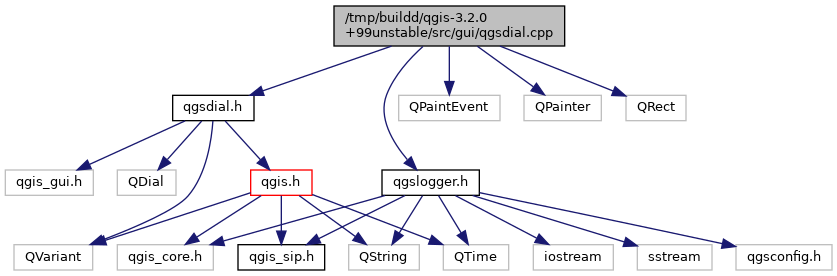 /tmp/buildd/qgis-3.2.0
+99unstable/src/gui/qgsdial.cpp
qgsdial.h
QPaintEvent
QPainter
QRect
qgis_gui.h
QDial
qgis.h
qgslogger.h
QVariant
qgis_core.h
qgis_sip.h
QString
QTime
iostream
sstream
qgsconfig.h